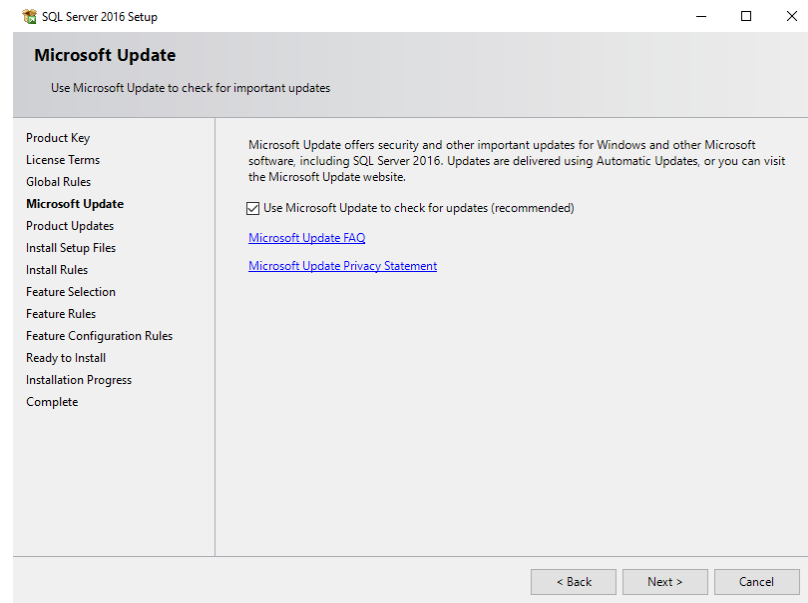 SQL Server 2016 Setup
Microsoft Update
Use Microsoft Update to check for important updates
Product Key
License Terms
Global Rules
Microsoft Update
Product Updates
Install Setup Files
Install Rules
Feature Selection
Feature Rules
Feature Configuration Rules
Ready to Install
Installation Progress
Complete
Microsoft Update offers security and other important updates for Windows and other Microsoft
software, including SQL Server 2016. Updates are delivered using Automatic Updates, or you can visit
the Microsoft Update website.
Use Microsoft Update to check for updates (recommended)
Microsoft Update FAQ
Microsoft Update Privacy Statement
< Back
Next >
Cancel